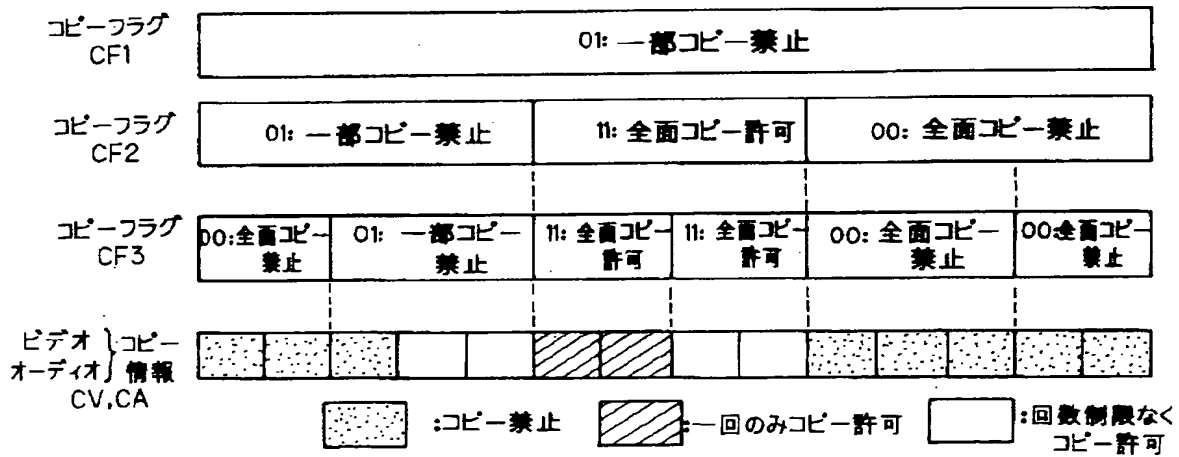 コピーフラグ
CF1
01: 一部コピー禁止
コピーフラグ
CF2
01: 一部コピー禁止
11: 全面コピー許可
00: 全面コピー禁止
コピーフラグ
CF3
00:全面コピー
禁止
01: 一部コピー
禁止
11: 全面コピー
許可
11: 全面コピー
許可
00: 全面コピー
禁止
00:全面コピー
禁止
ビデオ
オーディオ
コピー
情報
CV,CA
:コピー禁止
:一回のみコピー許可
:回数制限なく
コピー許可